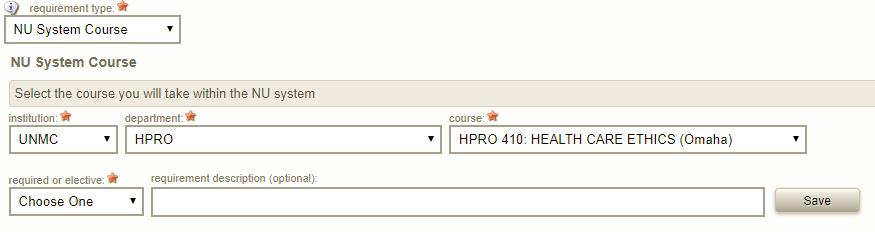 requirement type:
NU System Course
NU System Course
Select the course you will take within the NU system
institution: department: course:
UNMC HPRO HPRO 410: HEALTH CARE ETHICS (Omaha)
required or elective: requirement description (optional):
Choose One Save